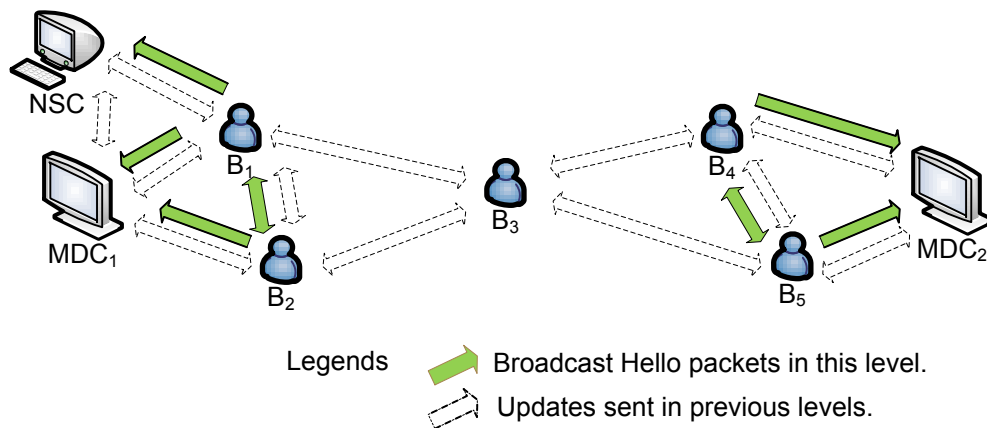 NSC
B1
B4
MDC1
B3
MDC2
B2
B5
Legends
Broadcast Hello packets in this level.
Updates sent in previous levels.